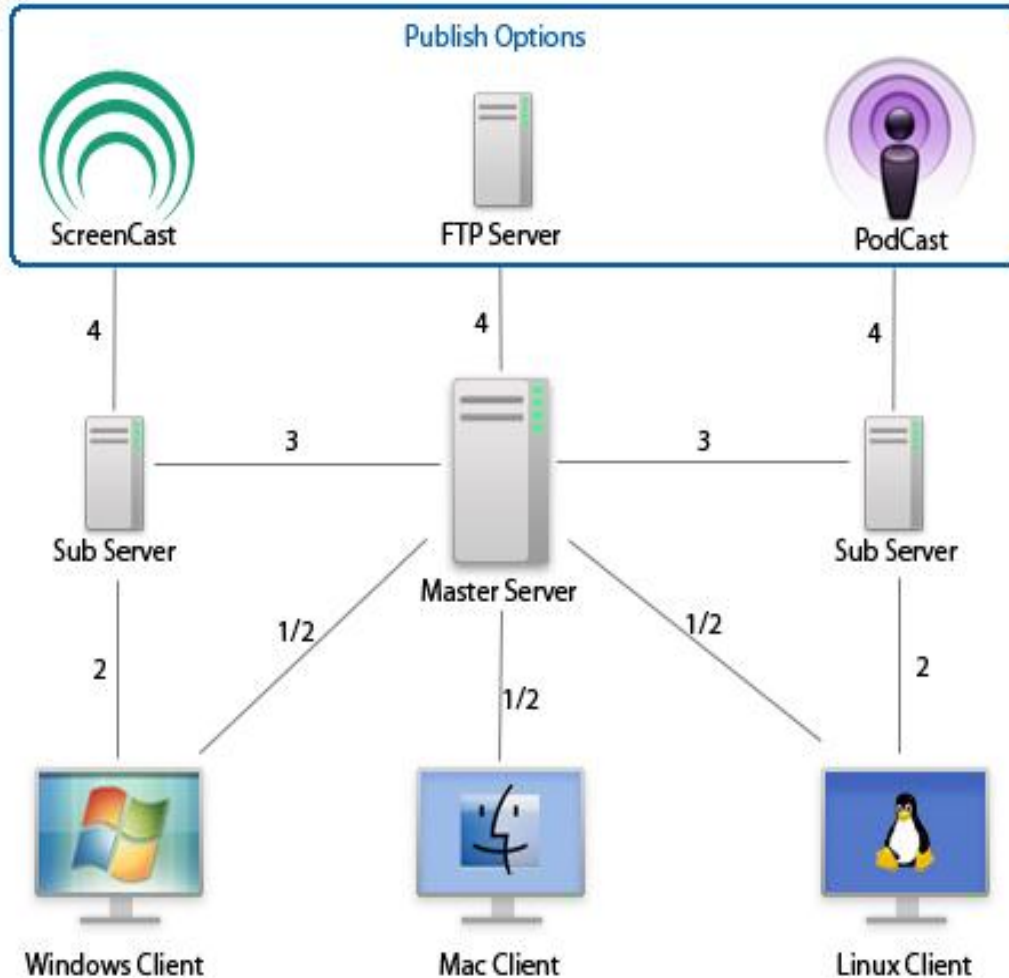 Publish Options
ScreenCast
FTP Server
PodCast
4
4
4
3
3
Sub Server
Master Server
Sub Server
2
1/2
1/2
1/2
2
Windows Client
Mac Client
Linux Client